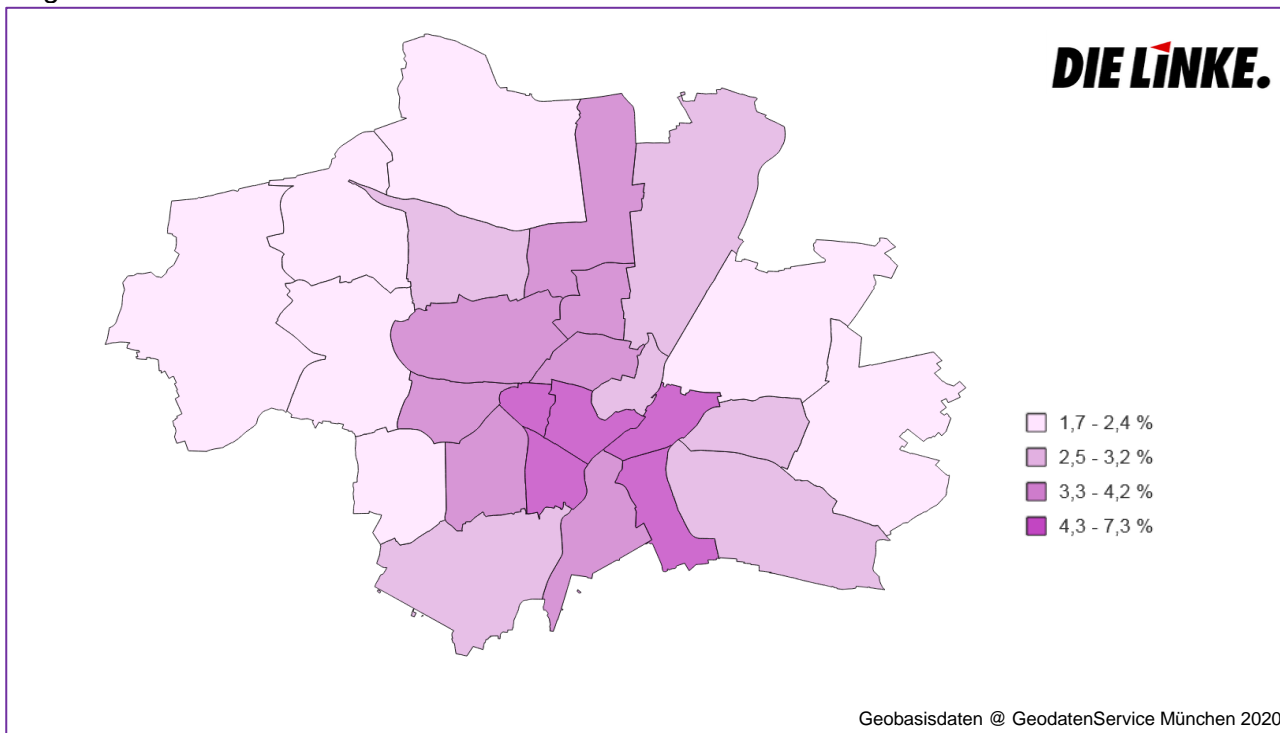 DIE LINKE.
1,7 - 2,4 %
2,5 - 3,2 %
3,3 - 4,2 %
4,3 - 7,3 %
Geobasisdaten @ GeodatenService München 2020